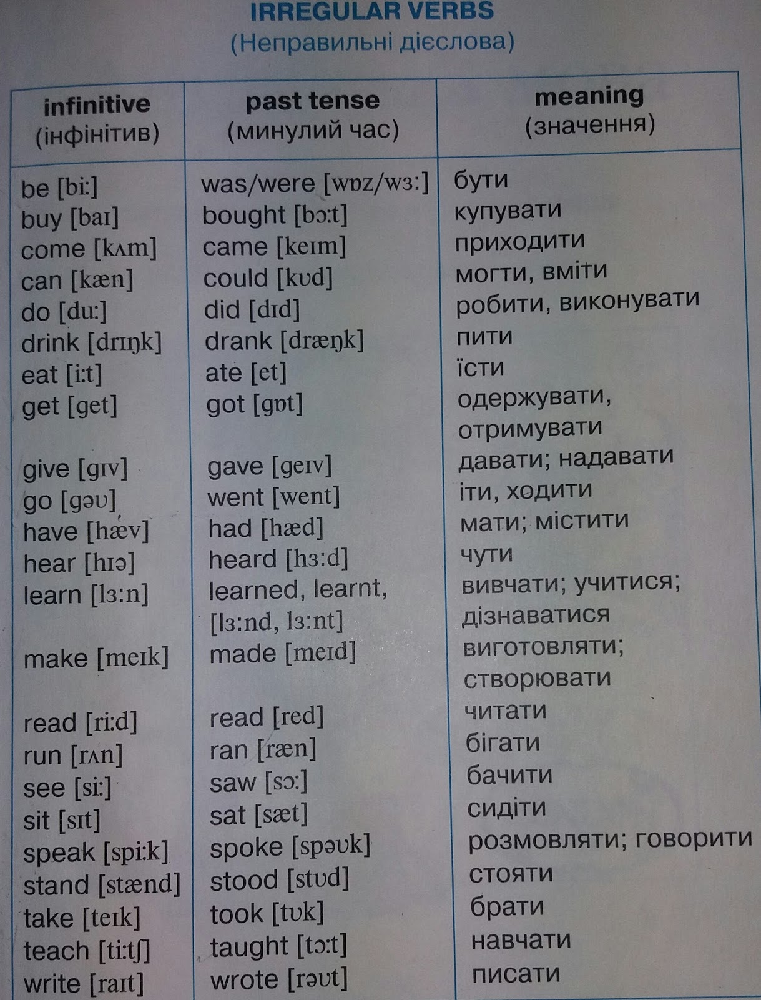 IRREGULAR VERBS
(Неправильні дієслова)
infinitive past tense meaning
(інфінітив) (минулий час) (значення)
be [bi:] was/were [wɒz/wɜ:] бути
buy [baɪ] bought [bɔ:t] купувати
come [kʌm] came [keɪm] приходити
can [kæn] could [kʊd] могти, вміти
do [du:] did [dɪd] робити, виконувати
drink [drɪŋk] drank [dræŋk] пити
eat [i:t] ate [et] їсти
get [get] got [gɒt] одержувати,
отримувати
give [gɪv] gave [geɪv] давати; надавати
go [gəʊ] went [went] іти, ходити
have [hæv] had [hæd] мати; містити
hear [hɪə] heard [hɜ:d] чути
learn [lɜ:n] learned, learnt, вивчати; учитися;
[lɜ:nd, lɜ:nt] дізнаватися
make [meɪk] made [meɪd] виготовляти;
створювати
read [ri:d] read [red] читати
run [rʌn] ran [ræn] бігати
see [si:] saw [sɔ:] бачити
sit [sɪt] sat [sæt] сидіти
speak [spi:k] spoke [spəʊk] розмовляти; говорити
stand [stænd] stood [stʊd] стояти
take [teɪk] took [tʊk] брати
teach [ti:tʃ] taught [tɔ:t] навчати
write [raɪt] wrote [rəʊt] писати